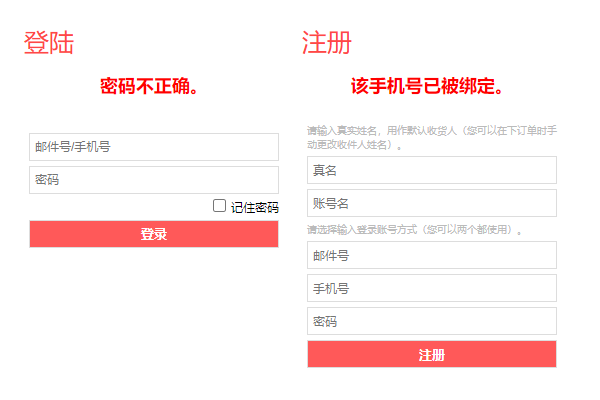 登陆
密码不正确。
邮件号/手机号
密码
记住密码
登录
注册
该手机号已被绑定。
请输入真实姓名，用作默认收货人（您可以在下订单时手
动更改收件人姓名）。
真名
账号名
请选择输入登录账号方式（您可以两个都使用）。
邮件号
手机号
密码
注册